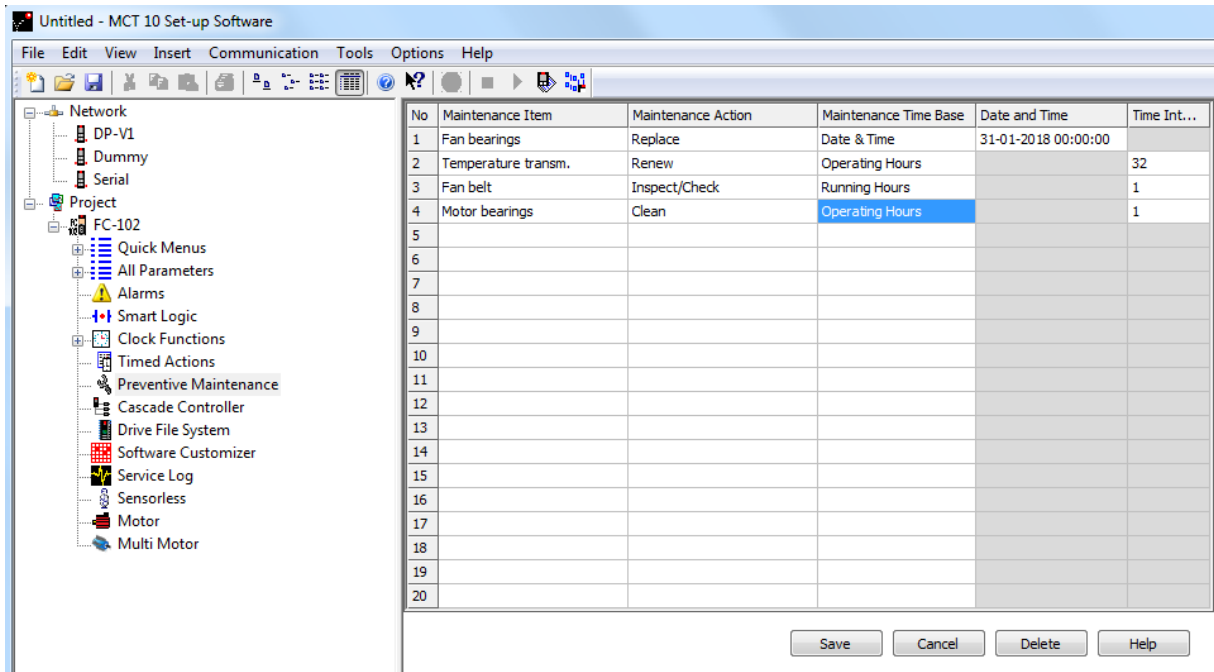 Untitled - MCT 10 Set-up Software
File Edit View Insert Communication Tools Options Help
Network
DP-V1
Dummy
Serial
Project
FC-102
Quick Menus
All Parameters
Alarms
Smart Logic
Clock Functions
Timed Actions
Preventive Maintenance
Cascade Controller
Drive File System
Software Customizer
Service Log
Sensorless
Motor
Multi Motor
No Maintenance Item Maintenance Action Maintenance Time Base Date and Time Time Int...
1 Fan bearings Replace Date & Time 31-01-2018 00:00:00
2 Temperature transm. Renew Operating Hours 32
3 Fan belt Inspect/Check Running Hours 1
4 Motor bearings Clean Operating Hours 1
5
6
7
8
9
10
11
12
13
14
15
16
17
18
19
20
Save Cancel Delete Help